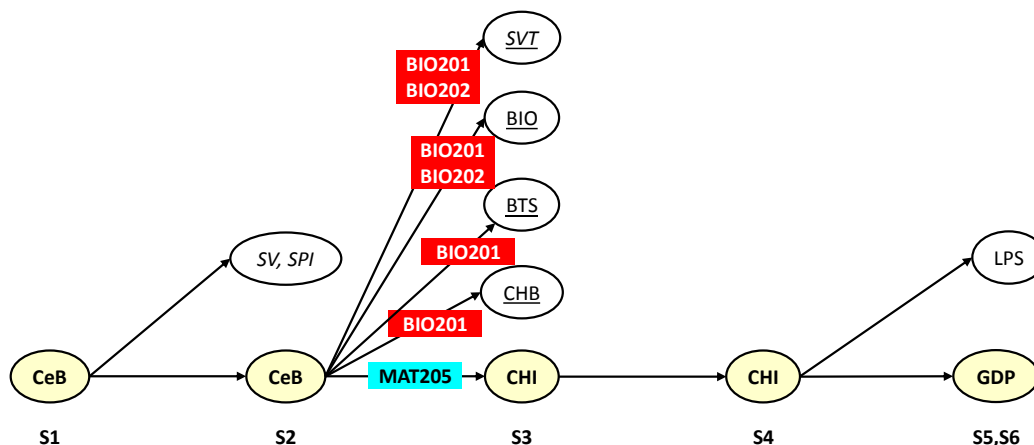 SVT
BIO201
BIO202
BIO
BIO201
BIO202
BTS
BIO201
SV, SPI
LPS
CHB
BIO201
CeB
CeB
MAT205
CHI
CHI
GDP
S1
S2
S3
S4
S5,S6